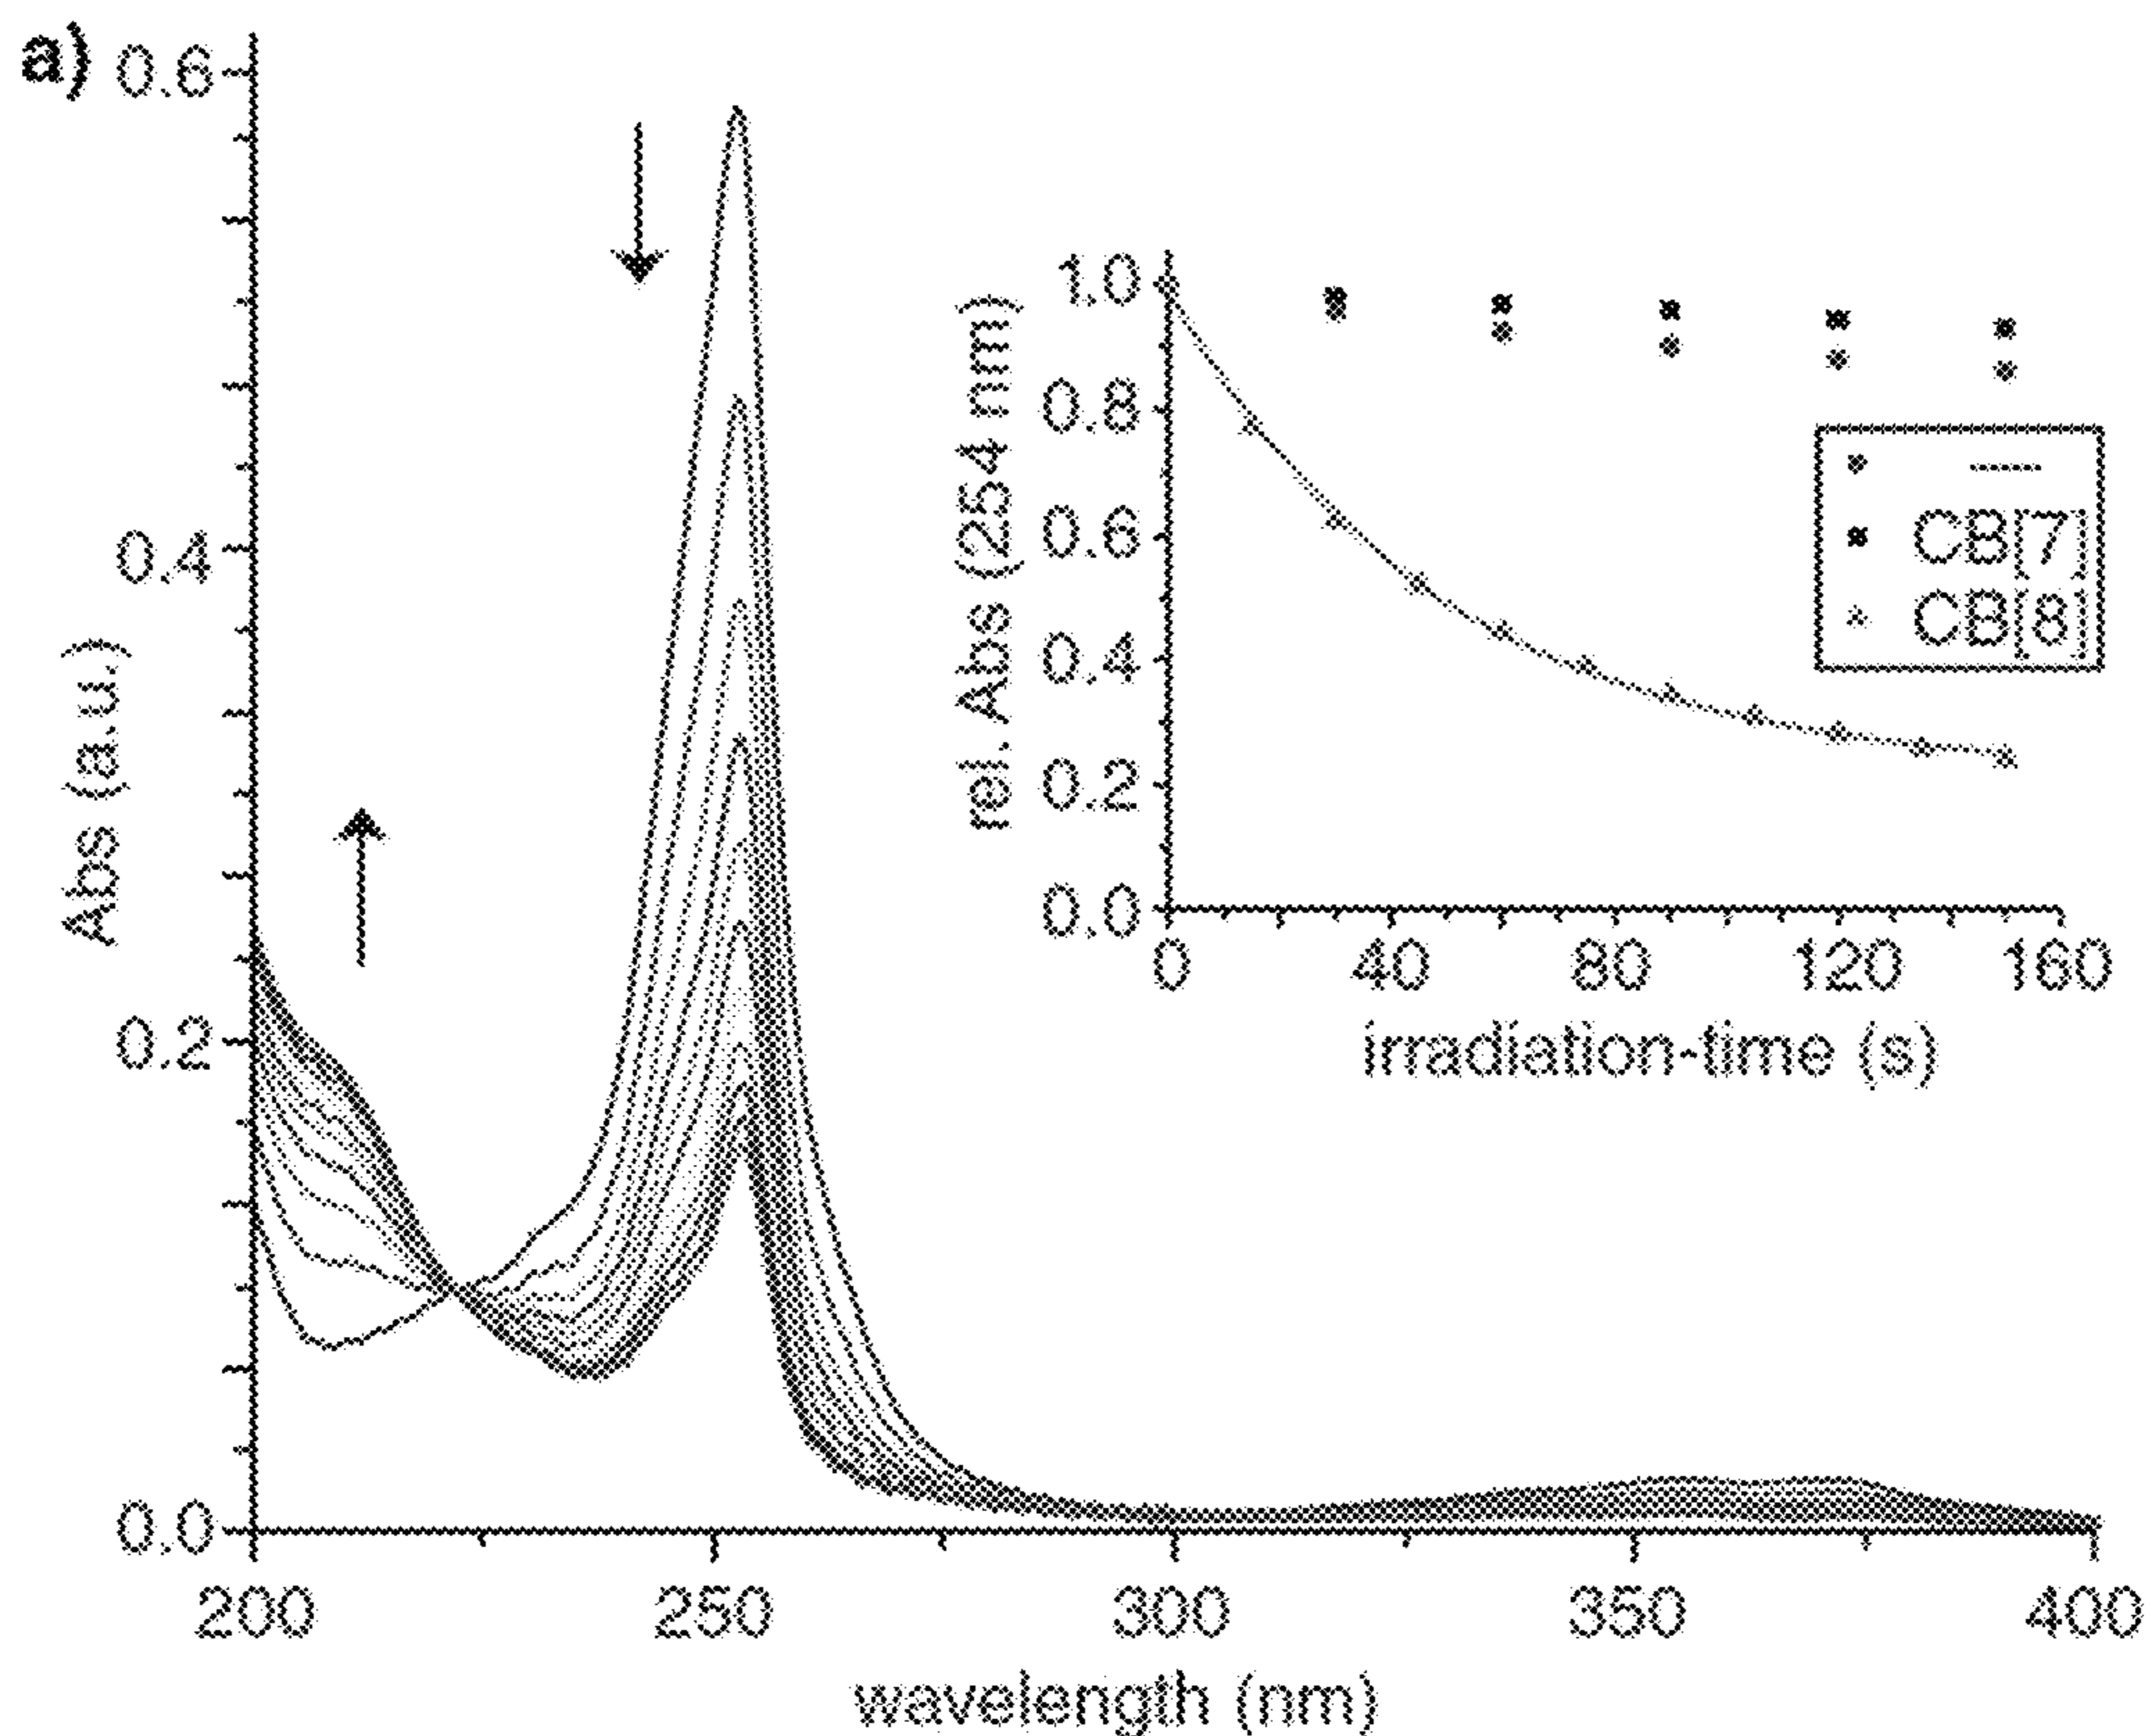 a)
0.6
0.4
0.2
0.0
Abs (a.u.)
200 250 300 350 400
wavelength (nm)
1.0
0.8
0.6
0.4
0.2
0.0
rel. Abs (254 nm)
0 40 80 120 160
irradiation-time (s)
CB[7]
CB[8]